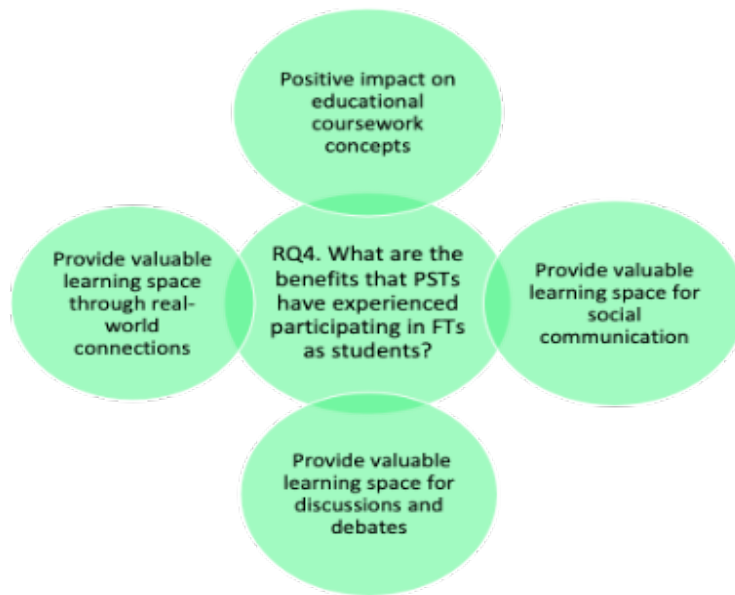 Positive impact on
educational
coursework
concepts
Provide valuable
learning space
through real-
world
connections
RQ4. What are the
benefits that PSTs
have experienced
participating in FTs
as students?
Provide valuable
learning space for
social
communication
Provide valuable
learning space for
discussions and
debates